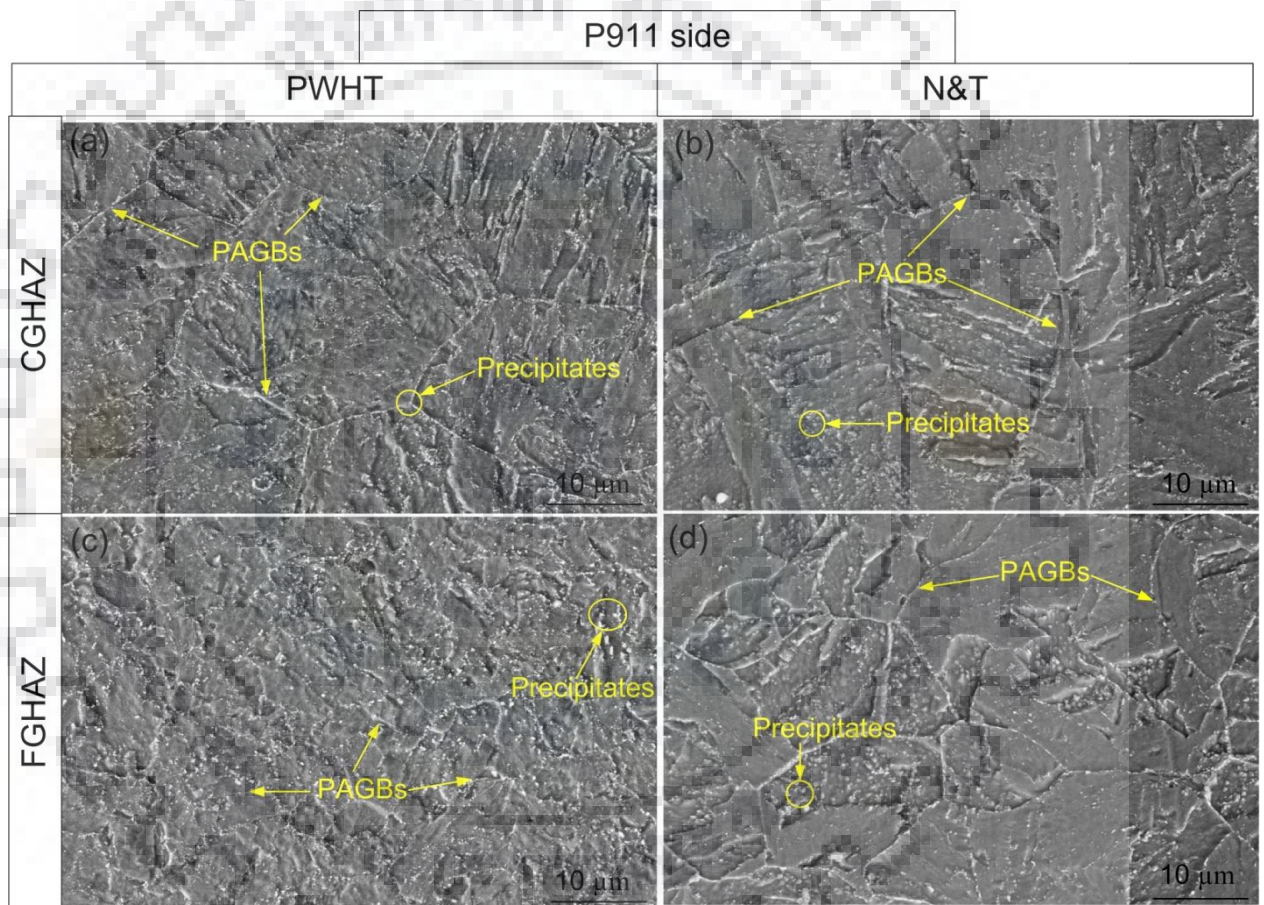 P911 side
PWHT
N&T
CGHAZ
(a)
PAGBs
Precipitates
10 µm
(b)
PAGBs
Precipitates
10 µm
FGHAZ
(c)
Precipitates
PAGBs
10 µm
(d)
PAGBs
Precipitates
10 µm